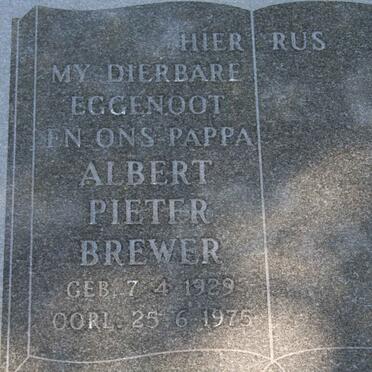 HIER RUS
MY DIERBARE
EGGENOOT
EN ONS PAPPA
ALBERT
PIETER
BREWER
GEB. 7 4 1929
OORL. 25 6 1975